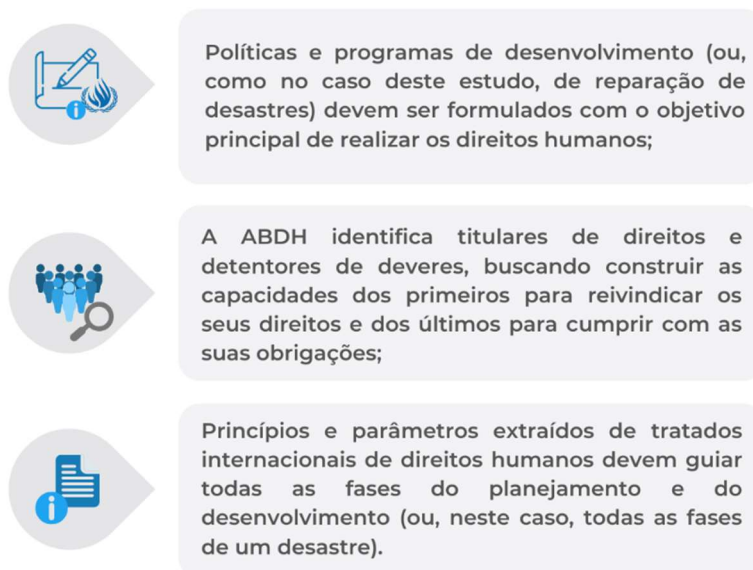 Políticas e programas de desenvolvimento (ou,
como no caso deste estudo, de reparação de
desastres) devem ser formulados com o objetivo
principal de realizar os direitos humanos;
A ABDH identifica titulares de direitos e
detentores de deveres, buscando construir as
capacidades dos primeiros para reivindicar os
seus direitos e dos últimos para cumprir com as
suas obrigações;
Princípios e parâmetros extraídos de tratados
internacionais de direitos humanos devem guiar
todas as fases do planejamento e do
desenvolvimento (ou, neste caso, todas as fases
de um desastre).